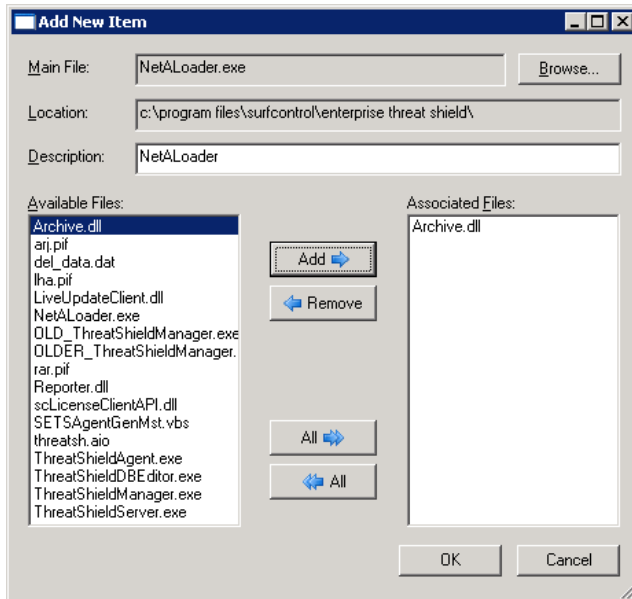 Add New Item
Main File: NetALoader.exe Browse...
Location: c:\program files\surfcontrol\enterprise threat shield\
Description: NetALoader
Available Files:
Archive.dll
arj.pif
del_data.dat
lha.pif
LiveUpdateClient.dll
NetALoader.exe
OLD_ThreatShieldManager.exe
OLDER_ThreatShieldManager.
rar.pif
Reporter.dll
scLicenseClientAPI.dll
SETSAgentGenMst.vbs
threatsh.aio
ThreatShieldAgent.exe
ThreatShieldDBEditor.exe
ThreatShieldManager.exe
ThreatShieldServer.exe
Add
Remove
All
All
Associated Files:
Archive.dll
OK Cancel